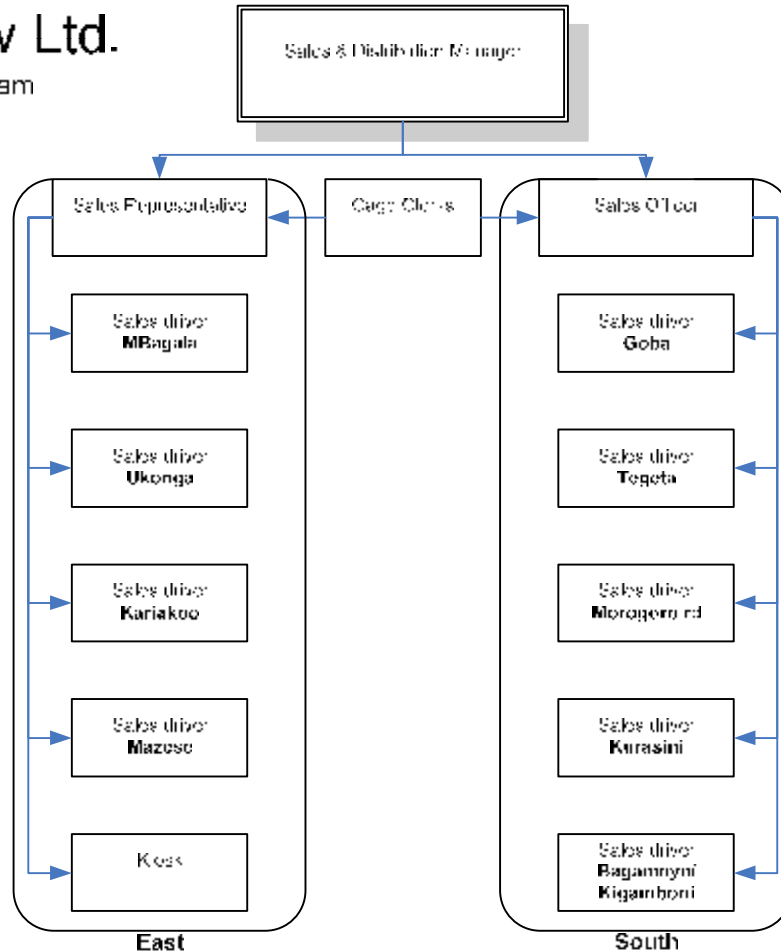 Ltd.
Sales & Distribution Manager
Sales Representative
Cage Clerks
Sales Officer
Sales driver
MBagala
Sales driver
Goba
Sales driver
Ukonga
Sales driver
Tegeta
Sales driver
Kariakoo
Sales driver
Morogoro rd
Sales driver
Mazese
Sales driver
Kurasini
Kiosk
Sales driver
Bagamoyni
Kigamboni
East
South